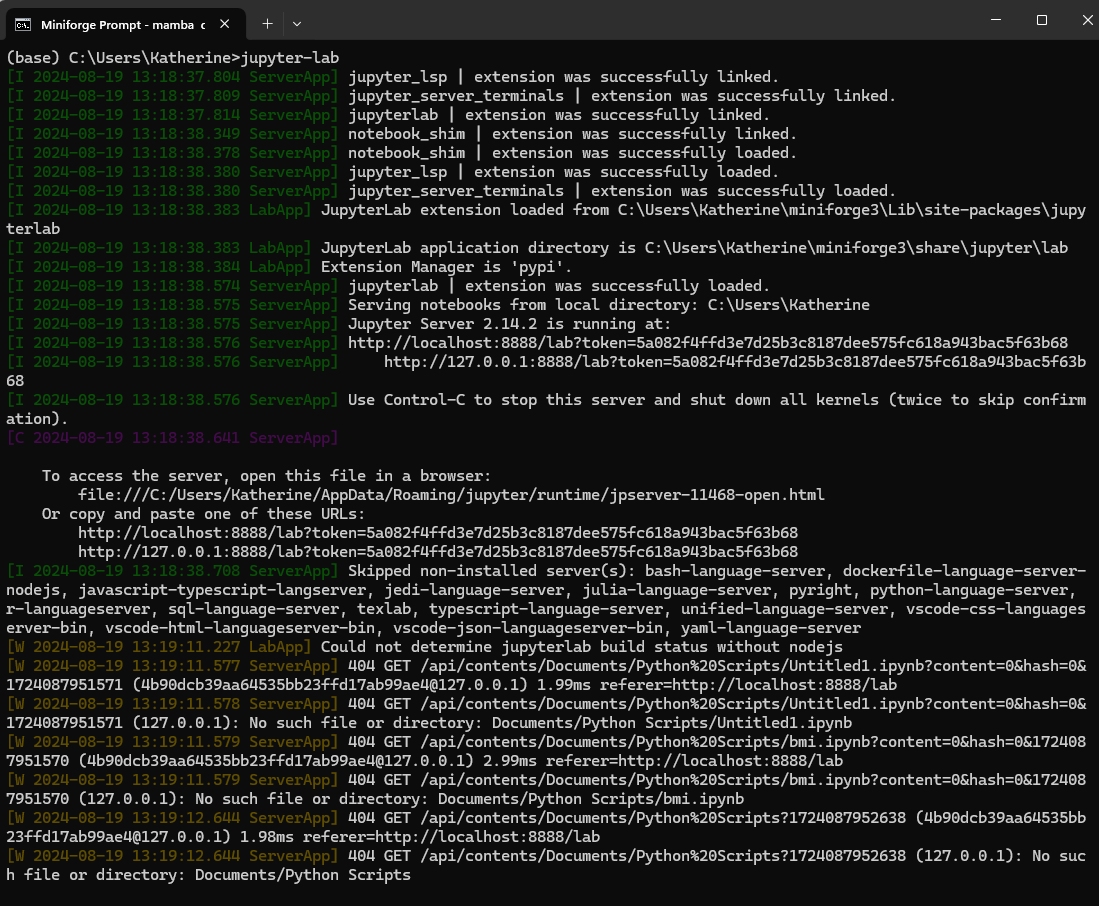 Miniforge Prompt - mamba c
(base) C:\Users\Katherine>jupyter-lab
[I 2024-08-19 13:18:37.804 ServerApp] jupyter_lsp | extension was successfully linked.
[I 2024-08-19 13:18:37.809 ServerApp] jupyter_server_terminals | extension was successfully linked.
[I 2024-08-19 13:18:37.814 ServerApp] jupyterlab | extension was successfully linked.
[I 2024-08-19 13:18:38.349 ServerApp] notebook_shim | extension was successfully linked.
[I 2024-08-19 13:18:38.378 ServerApp] notebook_shim | extension was successfully loaded.
[I 2024-08-19 13:18:38.380 ServerApp] jupyter_lsp | extension was successfully loaded.
[I 2024-08-19 13:18:38.380 ServerApp] jupyter_server_terminals | extension was successfully loaded.
[I 2024-08-19 13:18:38.383 LabApp] JupyterLab extension loaded from C:\Users\Katherine\miniforge3\Lib\site-packages\jupy
terlab
[I 2024-08-19 13:18:38.383 LabApp] JupyterLab application directory is C:\Users\Katherine\miniforge3\share\jupyter\lab
[I 2024-08-19 13:18:38.384 LabApp] Extension Manager is 'pypi'.
[I 2024-08-19 13:18:38.574 ServerApp] jupyterlab | extension was successfully loaded.
[I 2024-08-19 13:18:38.575 ServerApp] Serving notebooks from local directory: C:\Users\Katherine
[I 2024-08-19 13:18:38.575 ServerApp] Jupyter Server 2.14.2 is running at:
[I 2024-08-19 13:18:38.576 ServerApp] http://localhost:8888/lab?token=5a082f4ffd3e7d25b3c8187dee575fc618a943bac5f63b68
[I 2024-08-19 13:18:38.576 ServerApp]     http://127.0.0.1:8888/lab?token=5a082f4ffd3e7d25b3c8187dee575fc618a943bac5f63b
68
[I 2024-08-19 13:18:38.576 ServerApp] Use Control-C to stop this server and shut down all kernels (twice to skip confirm
ation).
[C 2024-08-19 13:18:38.641 ServerApp]
To access the server, open this file in a browser:
file:///C:/Users/Katherine/AppData/Roaming/jupyter/runtime/jpserver-11468-open.html
Or copy and paste one of these URLs:
http://localhost:8888/lab?token=5a082f4ffd3e7d25b3c8187dee575fc618a943bac5f63b68
http://127.0.0.1:8888/lab?token=5a082f4ffd3e7d25b3c8187dee575fc618a943bac5f63b68
[I 2024-08-19 13:18:38.708 ServerApp] Skipped non-installed server(s): bash-language-server, dockerfile-language-server-
nodejs, javascript-typescript-langserver, jedi-language-server, julia-language-server, pyright, python-language-server,
r-languageserver, sql-language-server, texlab, typescript-language-server, unified-language-server, vscode-css-languages
erver-bin, vscode-html-languageserver-bin, vscode-json-languageserver-bin, yaml-language-server
[W 2024-08-19 13:19:11.227 LabApp] Could not determine jupyterlab build status without nodejs
[W 2024-08-19 13:19:11.577 ServerApp] 404 GET /api/contents/Documents/Python%20Scripts/Untitled1.ipynb?content=0&hash=0&
1724087951571 (4b90dcb39aa64535bb23ffd17ab99ae4@127.0.0.1) 1.99ms referer=http://localhost:8888/lab
[W 2024-08-19 13:19:11.578 ServerApp] 404 GET /api/contents/Documents/Python%20Scripts/Untitled1.ipynb?content=0&hash=0&
1724087951571 (127.0.0.1): No such file or directory: Documents/Python Scripts/Untitled1.ipynb
[W 2024-08-19 13:19:11.579 ServerApp] 404 GET /api/contents/Documents/Python%20Scripts/bmi.ipynb?content=0&hash=0&172408
7951570 (4b90dcb39aa64535bb23ffd17ab99ae4@127.0.0.1) 2.99ms referer=http://localhost:8888/lab
[W 2024-08-19 13:19:11.579 ServerApp] 404 GET /api/contents/Documents/Python%20Scripts/bmi.ipynb?content=0&hash=0&172408
7951570 (127.0.0.1): No such file or directory: Documents/Python Scripts/bmi.ipynb
[W 2024-08-19 13:19:12.644 ServerApp] 404 GET /api/contents/Documents/Python%20Scripts?1724087952638 (4b90dcb39aa64535bb
23ffd17ab99ae4@127.0.0.1) 1.98ms referer=http://localhost:8888/lab
[W 2024-08-19 13:19:12.644 ServerApp] 404 GET /api/contents/Documents/Python%20Scripts?1724087952638 (127.0.0.1): No suc
h file or directory: Documents/Python Scripts